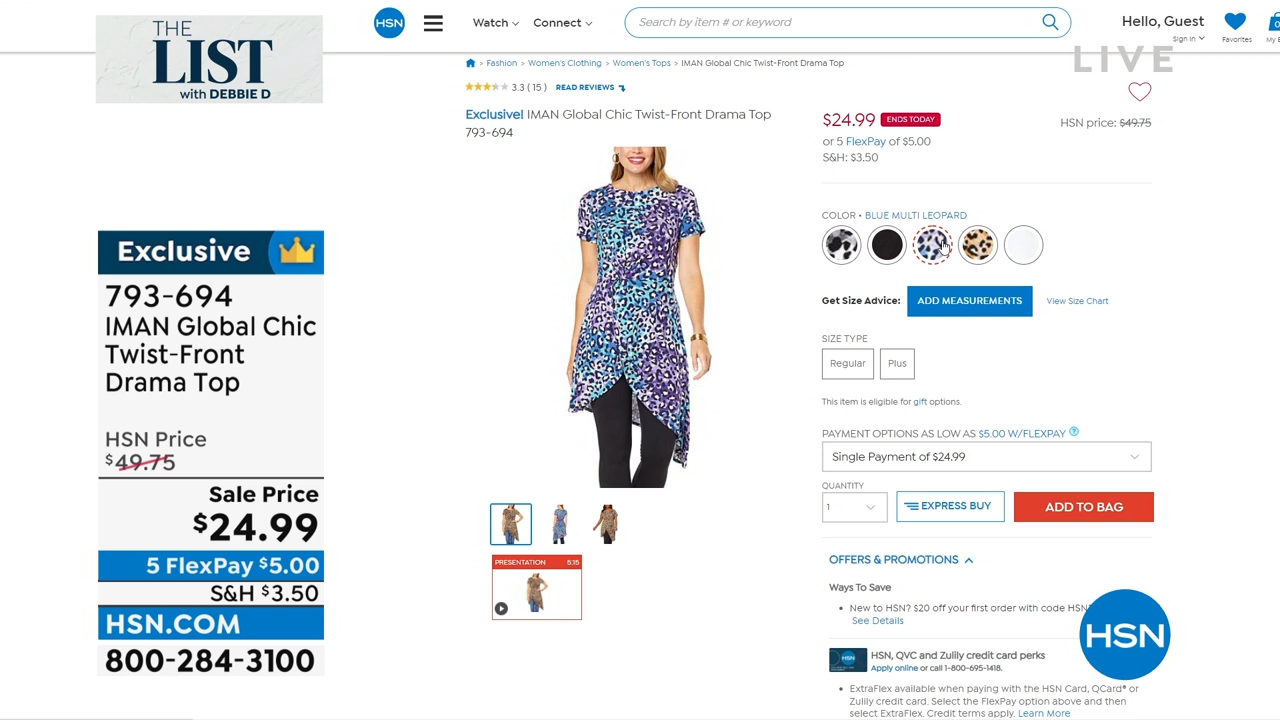 THE
LIST
with DEBBIE D
HSN
Watch
Connect
Search by item # or keyword
Hello, Guest
Sign In
Favorites
0
LIVE
Fashion > Women's Clothing > Women's Tops > IMAN Global Chic Twist-Front Drama Top
3.3 ( 15 ) READ REVIEWS
Exclusive! IMAN Global Chic Twist-Front Drama Top
793-694
$24.99 ENDS TODAY
HSN price: $49.75
or 5 FlexPay of $5.00
S&H: $3.50
COLOR • BLUE MULTI LEOPARD
Get Size Advice: ADD MEASUREMENTS View Size Chart
SIZE TYPE
Regular Plus
This item is eligible for gift options.
PAYMENT OPTIONS AS LOW AS $5.00 W/FLEXPAY ?
Single Payment of $24.99
QUANTITY
1
EXPRESS BUY
ADD TO BAG
PRESENTATION 5:15
OFFERS & PROMOTIONS
Ways To Save
• New to HSN? $20 off your first order with code HSN
See Details
HSN, QVC and Zulily credit card perks
Apply online or call 1-800-695-1418.
• ExtraFlex available when paying with the HSN Card, QCard® or
Zulily credit card. Select the FlexPay option above and then
select ExtraFlex. Credit terms apply. Learn More
HSN
Exclusive
793-694
IMAN Global Chic
Twist-Front
Drama Top
HSN Price
$49.75
Sale Price
$24.99
5 FlexPay $5.00
S&H $3.50
HSN.COM
800-284-3100